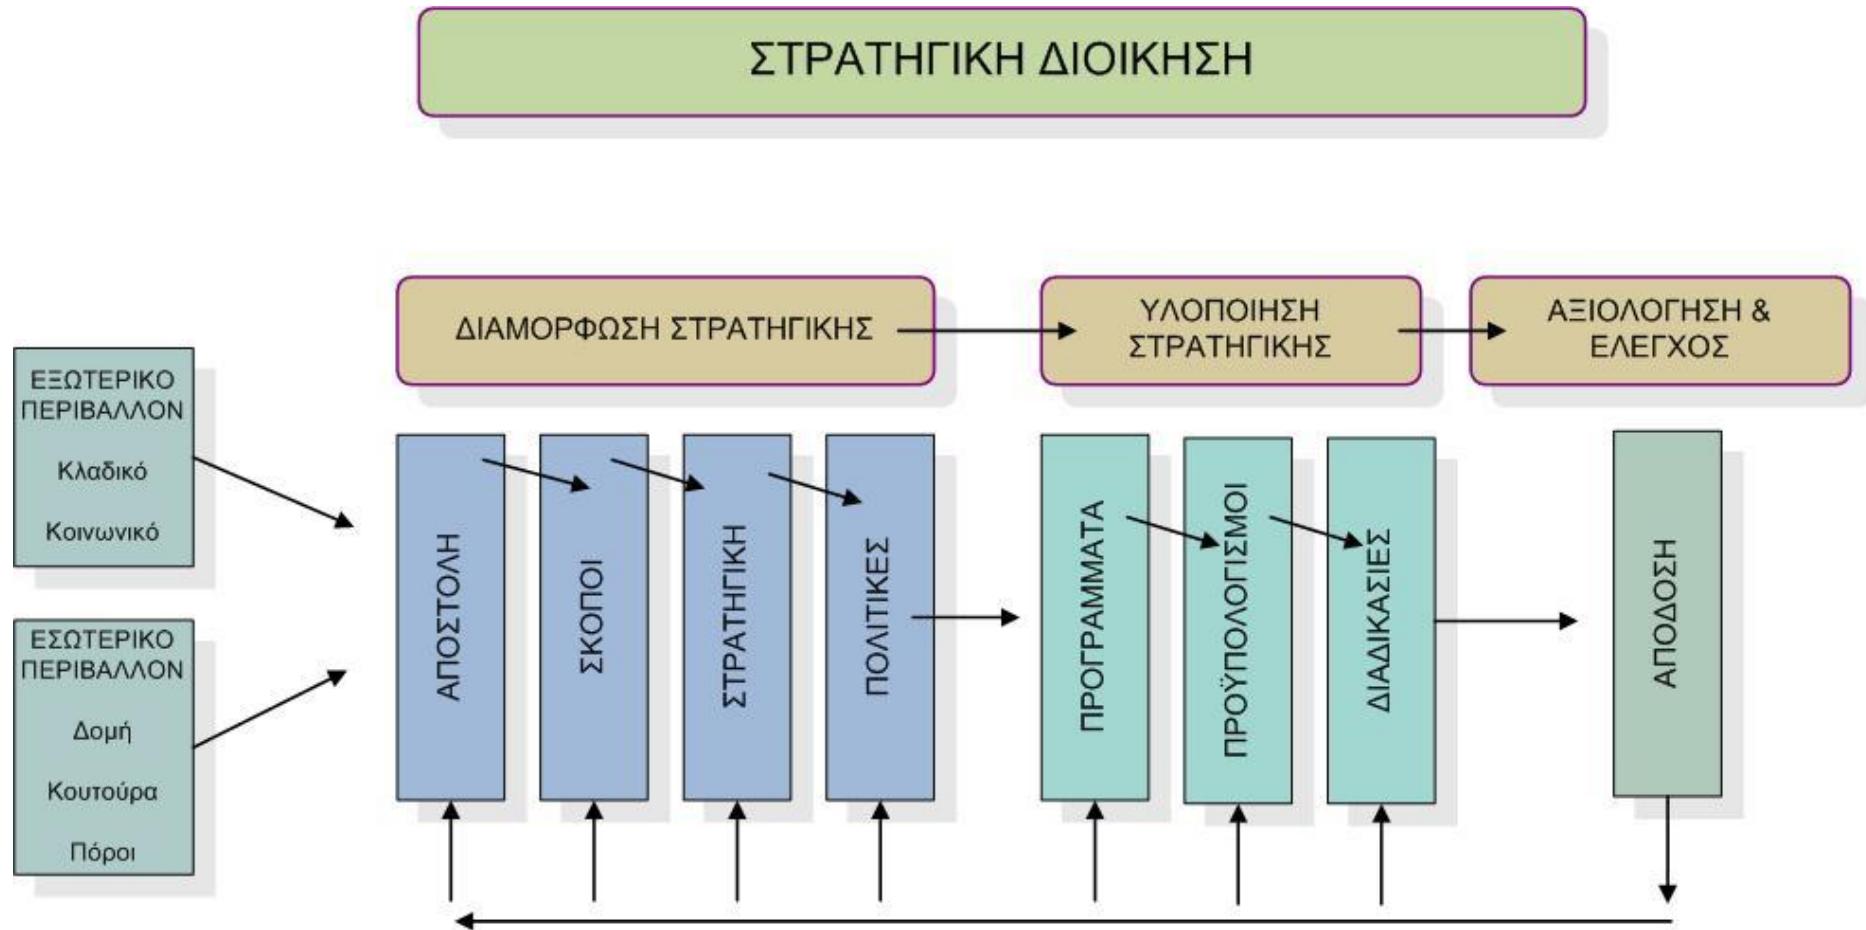 ΣΤΡΑΤΗΓΙΚΗ ΔΙΟΙΚΗΣΗ
ΔΙΑΜΟΡΦΩΣΗ ΣΤΡΑΤΗΓΙΚΗΣ
ΥΛΟΠΟΙΗΣΗ
ΣΤΡΑΤΗΓΙΚΗΣ
ΑΞΙΟΛΟΓΗΣΗ &
ΕΛΕΓΧΟΣ
ΕΞΩΤΕΡΙΚΟ
ΠΕΡΙΒΑΛΛΟΝ
Κλαδικό
Κοινωνικό
ΕΣΩΤΕΡΙΚΟ
ΠΕΡΙΒΑΛΛΟΝ
Δομή
Κουτούρα
Πόροι
ΑΠΟΣΤΟΛΗ
ΣΚΟΠΟΙ
ΣΤΡΑΤΗΓΙΚΗ
ΠΟΛΙΤΙΚΕΣ
ΠΡΟΓΡΑΜΜΑΤΑ
ΠΡΟΫΠΟΛΟΓΙΣΜΟΙ
ΔΙΑΔΙΚΑΣΙΕΣ
ΑΠΟΔΟΣΗ